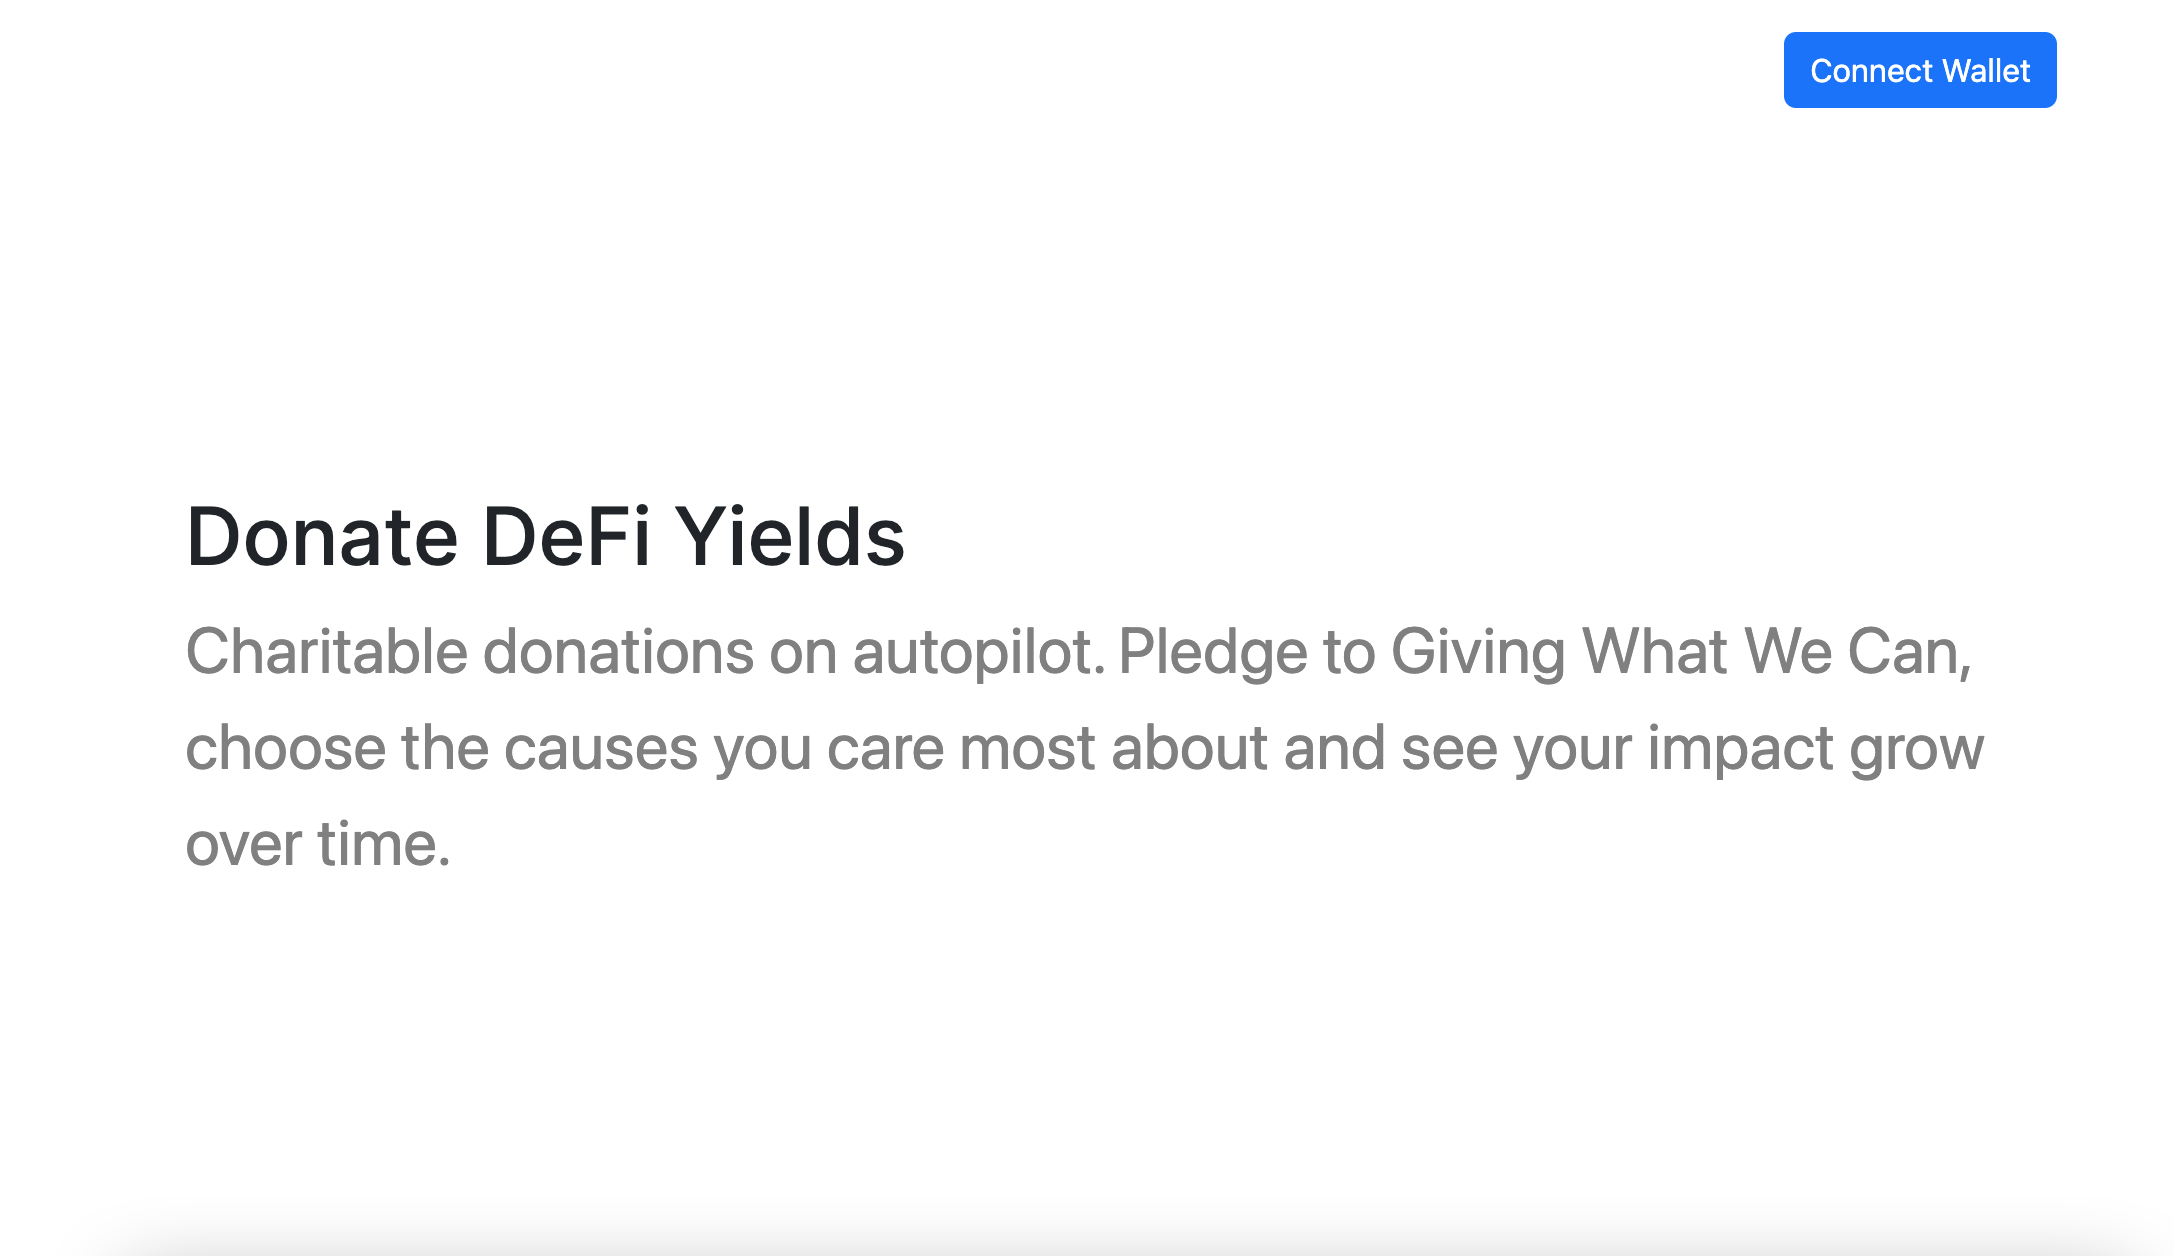 Connect Wallet
Donate DeFi Yields
Charitable donations on autopilot. Pledge to Giving What We Can,
choose the causes you care most about and see your impact grow
over time.